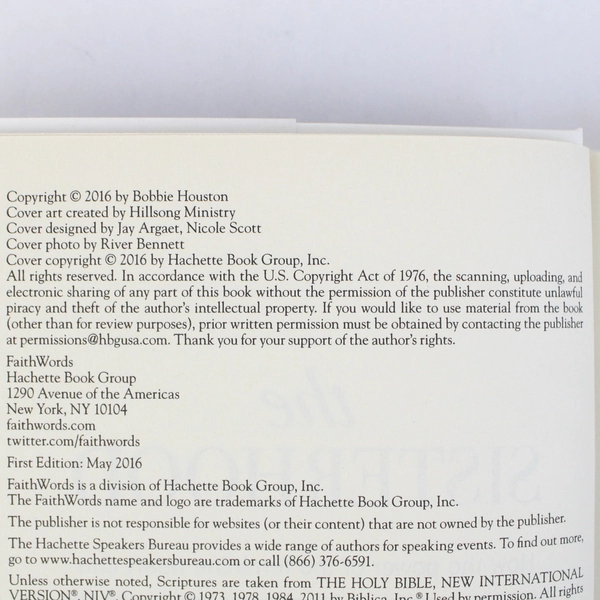 Copyright © 2016 by Bobbie Houston
Cover art created by Hillsong Ministry
Cover designed by Jay Argaet, Nicole Scott
Cover photo by River Bennett
Cover copyright © 2016 by Hachette Book Group, Inc.
All rights reserved. In accordance with the U.S. Copyright Act of 1976, the scanning, uploading, and
electronic sharing of any part of this book without the permission of the publisher constitute unlawful
piracy and theft of the author's intellectual property. If you would like to use material from the book
(other than for review purposes), prior written permission must be obtained by contacting the publisher
at permissions@hbgusa.com. Thank you for your support of the author's rights.
FaithWords
Hachette Book Group
1290 Avenue of the Americas
New York, NY 10104
faithwords.com
twitter.com/faithwords
First Edition: May 2016
FaithWords is a division of Hachette Book Group, Inc.
The FaithWords name and logo are trademarks of Hachette Book Group, Inc.
The publisher is not responsible for websites (or their content) that are not owned by the publisher.
The Hachette Speakers Bureau provides a wide range of authors for speaking events. To find out more,
go to www.hachettespeakersbureau.com or call (866) 376-6591.
Unless otherwise noted, Scriptures are taken from THE HOLY BIBLE, NEW INTERNATIONAL
VERSION®, NIV®. Copyright © 1973, 1978, 1984, 2011 by Biblica, Inc.® Used by permission. All rights